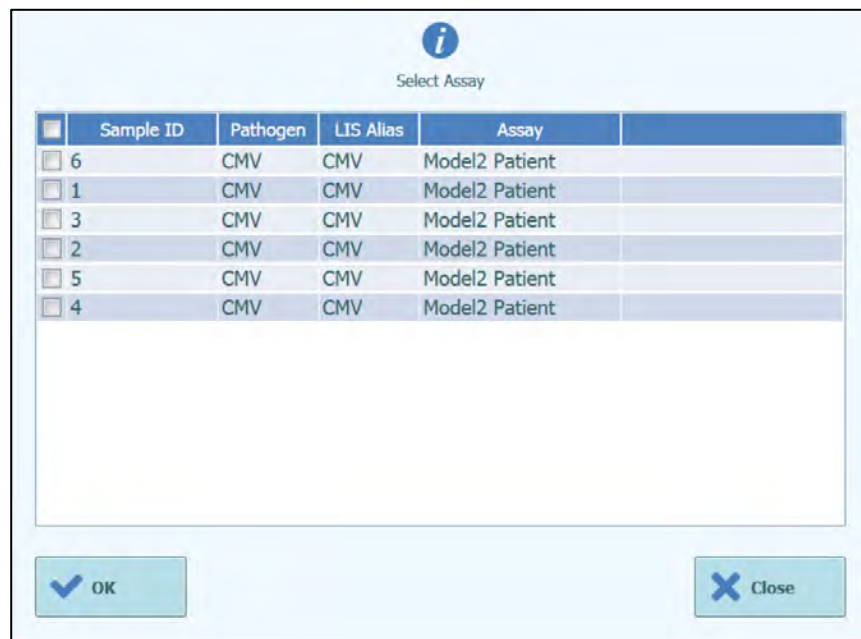 i
Select Assay
Sample ID Pathogen LIS Alias Assay
6 CMV CMV Model2 Patient
1 CMV CMV Model2 Patient
3 CMV CMV Model2 Patient
2 CMV CMV Model2 Patient
5 CMV CMV Model2 Patient
4 CMV CMV Model2 Patient
OK Close